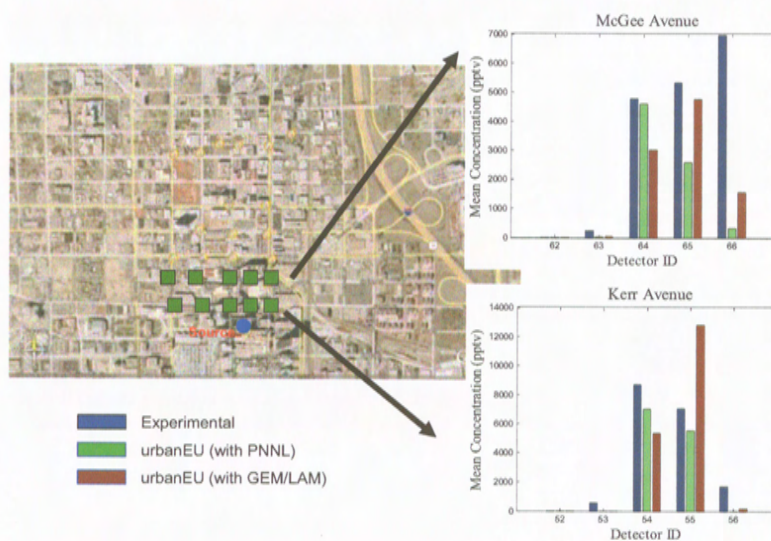 McGee Avenue
Mean Concentration (pptv)
7000
6000
5000
4000
3000
2000
1000
0
62 63 64 65 66
Detector ID
Kerr Avenue
Mean Concentration (pptv)
14000
12000
10000
8000
6000
4000
2000
0
52 53 54 55 56
Detector ID
Experimental
urbanEU (with PNNL)
urbanEU (with GEM/LAM)